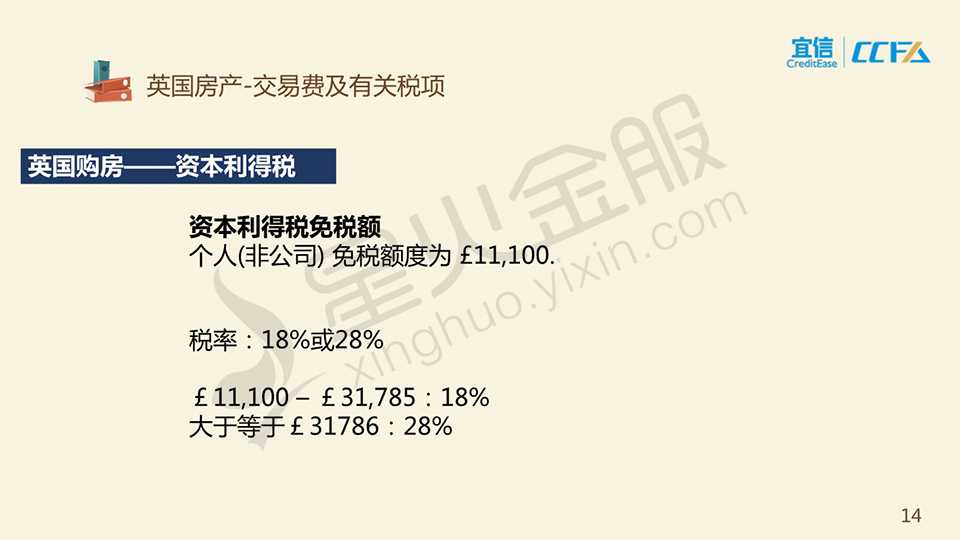 宜信
CreditEase
CCFA
英国房产-交易费及有关税项
英国购房——资本利得税
资本利得税免税额
个人(非公司) 免税额度为 £11,100.
税率：18%或28%
￡11,100 – ￡31,785：18%
大于等于￡31786：28%
星火金服
xinghuo.yixin.com
14